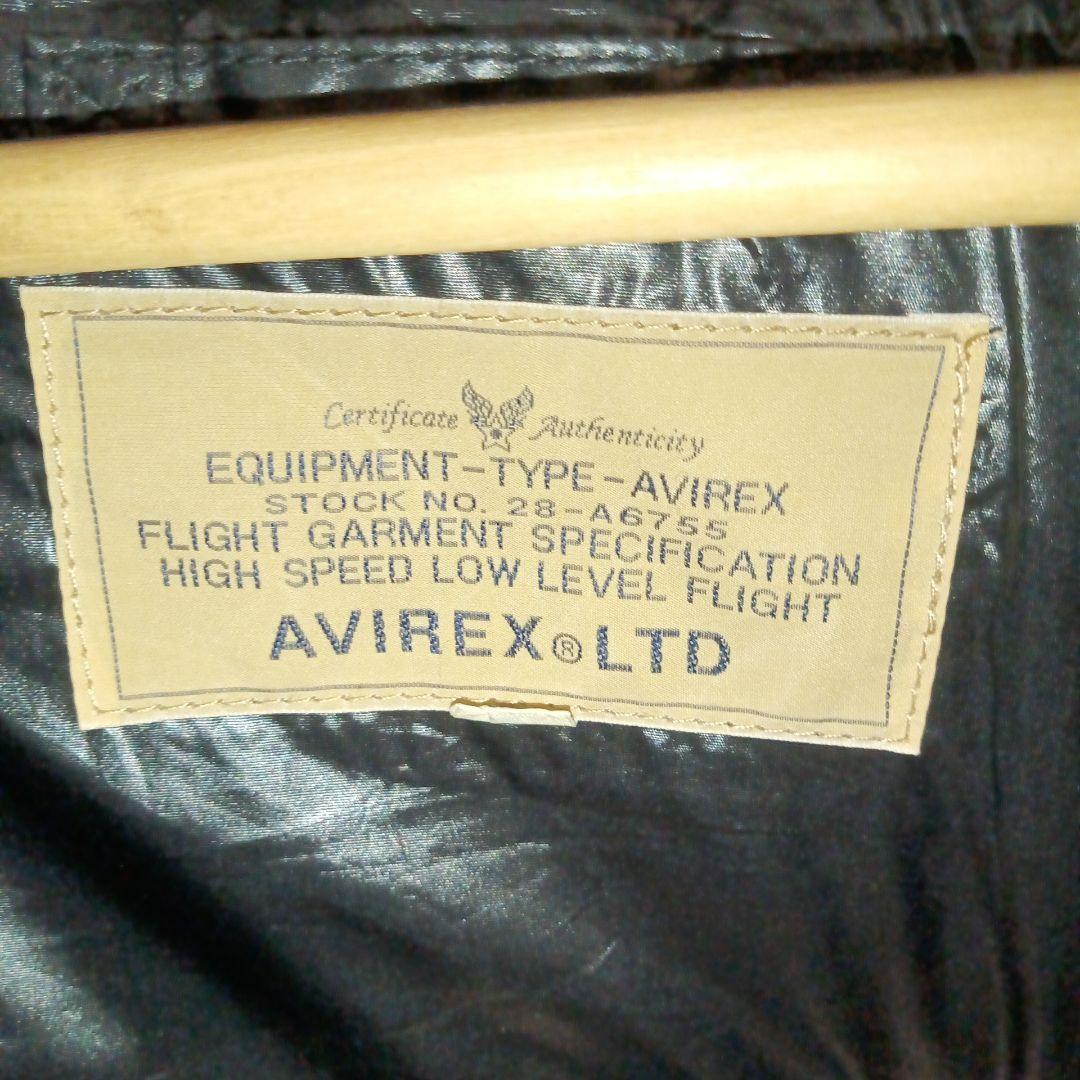 Certificate Authenticity
EQUIPMENT-TYPE-AVIREX
STOCK NO. 28-A6755
FLIGHT GARMENT SPECIFICATION
HIGH SPEED LOW LEVEL FLIGHT
AVIREX® LTD